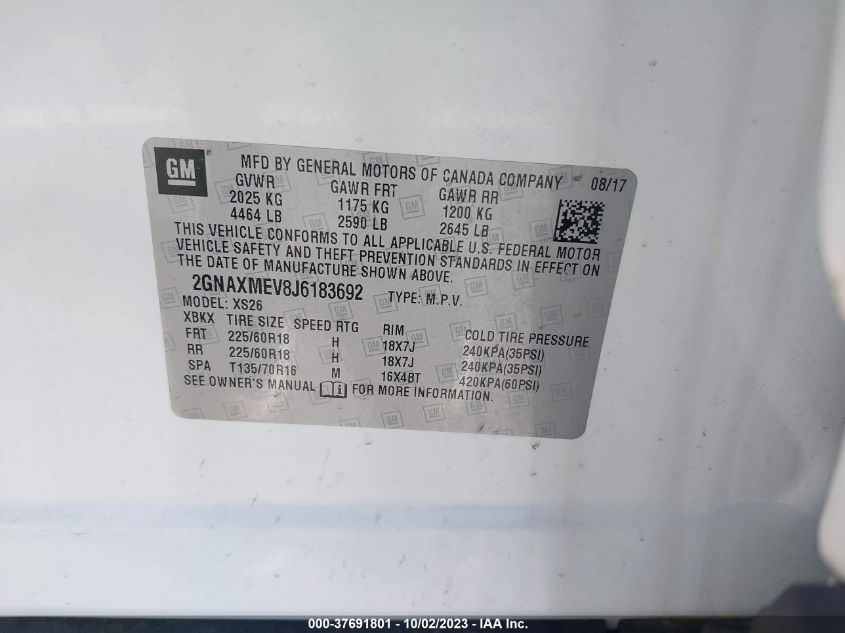 GM
MFD BY GENERAL MOTORS OF CANADA COMPANY 08/17
GVWR GAWR FRT GAWR RR
2025 KG 1175 KG 1200 KG
4464 LB 2590 LB 2645 LB
THIS VEHICLE CONFORMS TO ALL APPLICABLE U.S. FEDERAL MOTOR
VEHICLE SAFETY AND THEFT PREVENTION STANDARDS IN EFFECT ON
THE DATE OF MANUFACTURE SHOWN ABOVE.
2GNAXMEV8J6183692 TYPE: M.P.V.
MODEL: XS26
XBKX TIRE SIZE SPEED RTG RIM COLD TIRE PRESSURE
FRT 225/60R18 H 18X7J 240KPA(35PSI)
RR 225/60R18 H 18X7J 240KPA(35PSI)
SPA T135/70R16 M 16X4BT 420KPA(60PSI)
SEE OWNER'S MANUAL i FOR MORE INFORMATION.
000-37691801 - 10/02/2023 - IAA Inc.